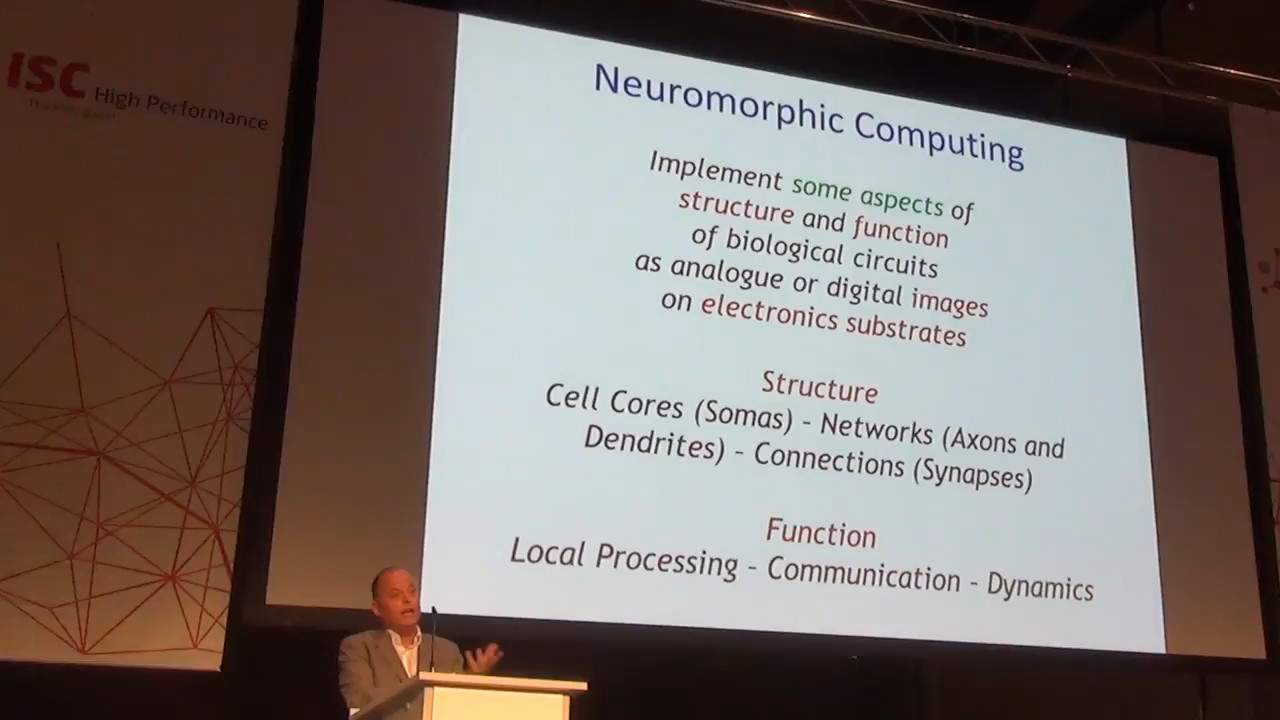 ISC High Performance
Neuromorphic Computing
Implement some aspects of
structure and function
of biological circuits
as analogue or digital images
on electronics substrates
Structure
Cell Cores (Somas) - Networks (Axons and
Dendrites) - Connections (Synapses)
Function
Local Processing - Communication - Dynamics